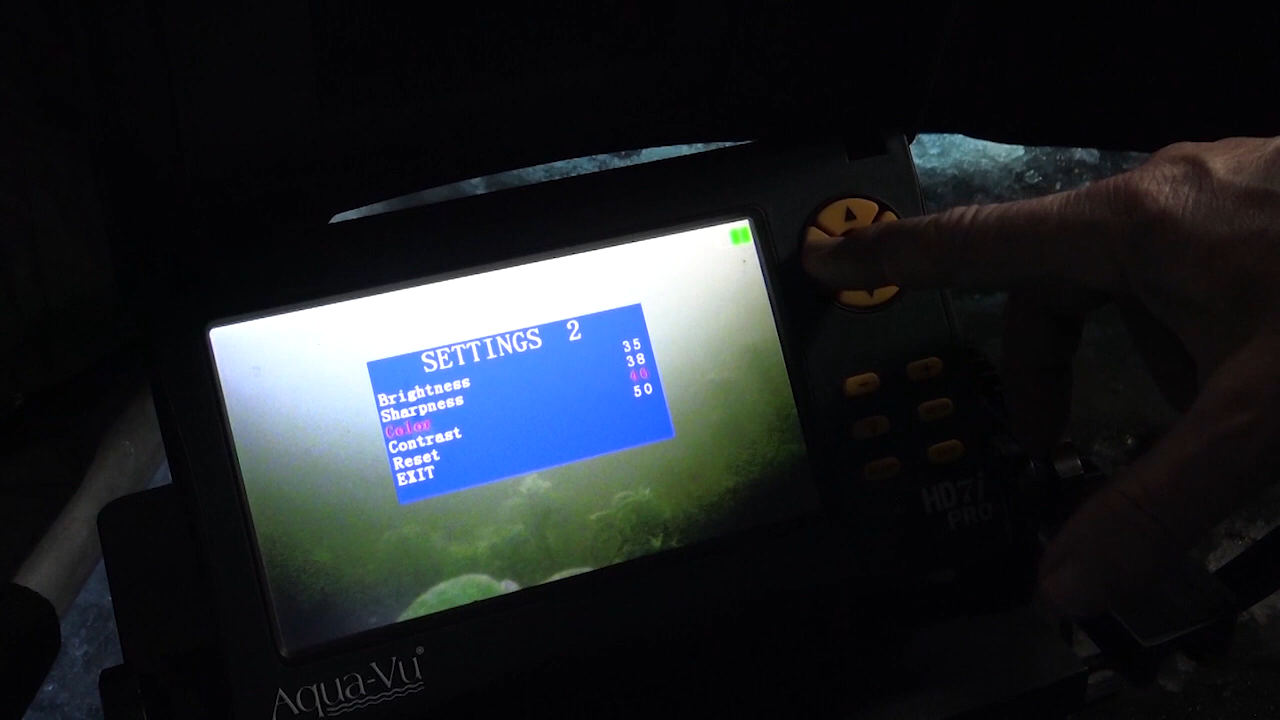 SETTINGS 2
Brightness 35
Sharpness 38
Color 40
Contrast 50
Reset
EXIT
HD7i
PRO
Aqua-Vu®